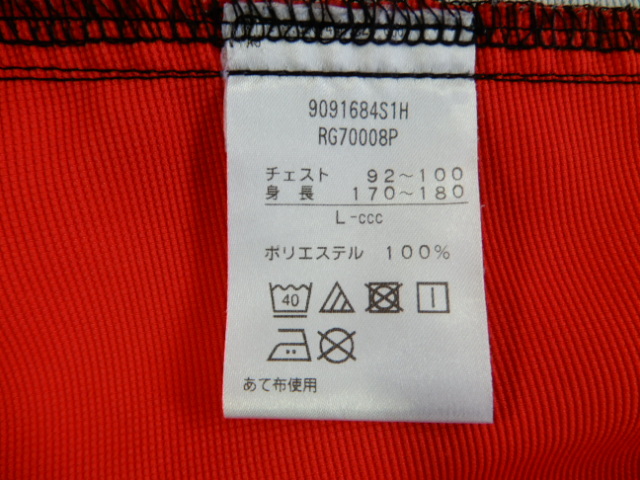 9091684S1H
RG70008P
チェスト 92～100
身長 170～180
L-ccc
ポリエステル 100%
40
あて布使用